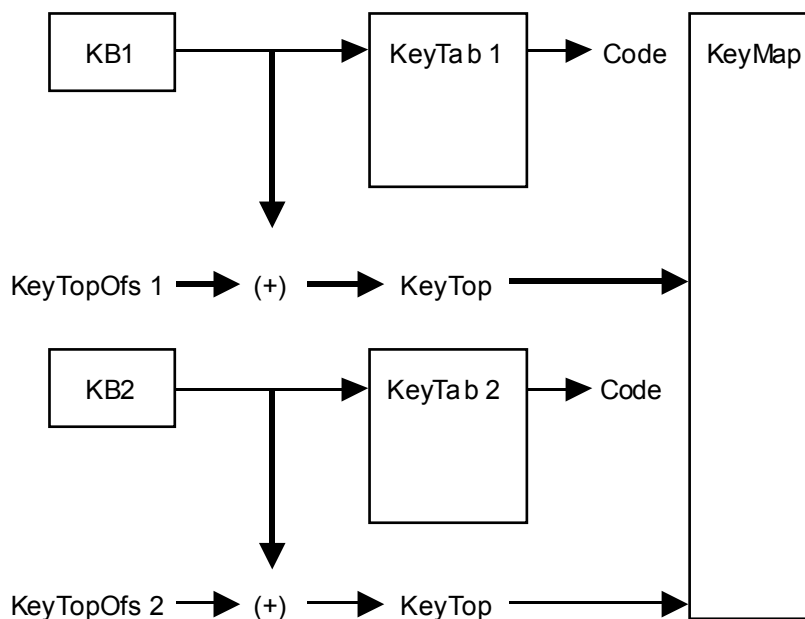 KB1
KeyTab 1
Code
KeyMap
KeyTopOfs 1
(+)
KeyTop
KB2
KeyTab 2
Code
KeyTopOfs 2
(+)
KeyTop